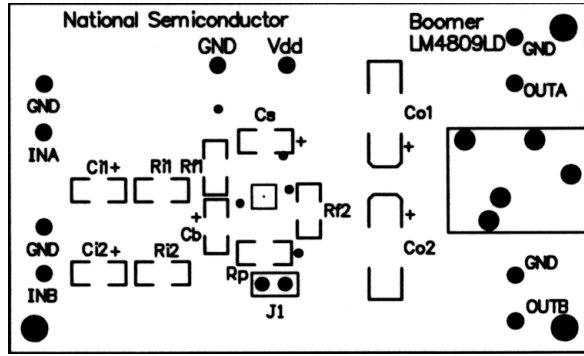 National Semiconductor
Boomer
LM4809LD
GND
Vdd
GND
OUTA
GND
INA
Cs
Co1
Ci1+
Ri1
Rf1
+
+
+
+
Rf2
Cb
GND
Ci2+
Ri2
Co2
Rp
GND
INB
J1
OUTB